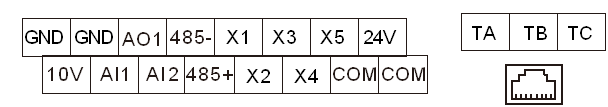 GND GND AO1 485- X1 X3 X5 24V
10V AI1 AI2 485+ X2 X4 COM COM
TA TB TC